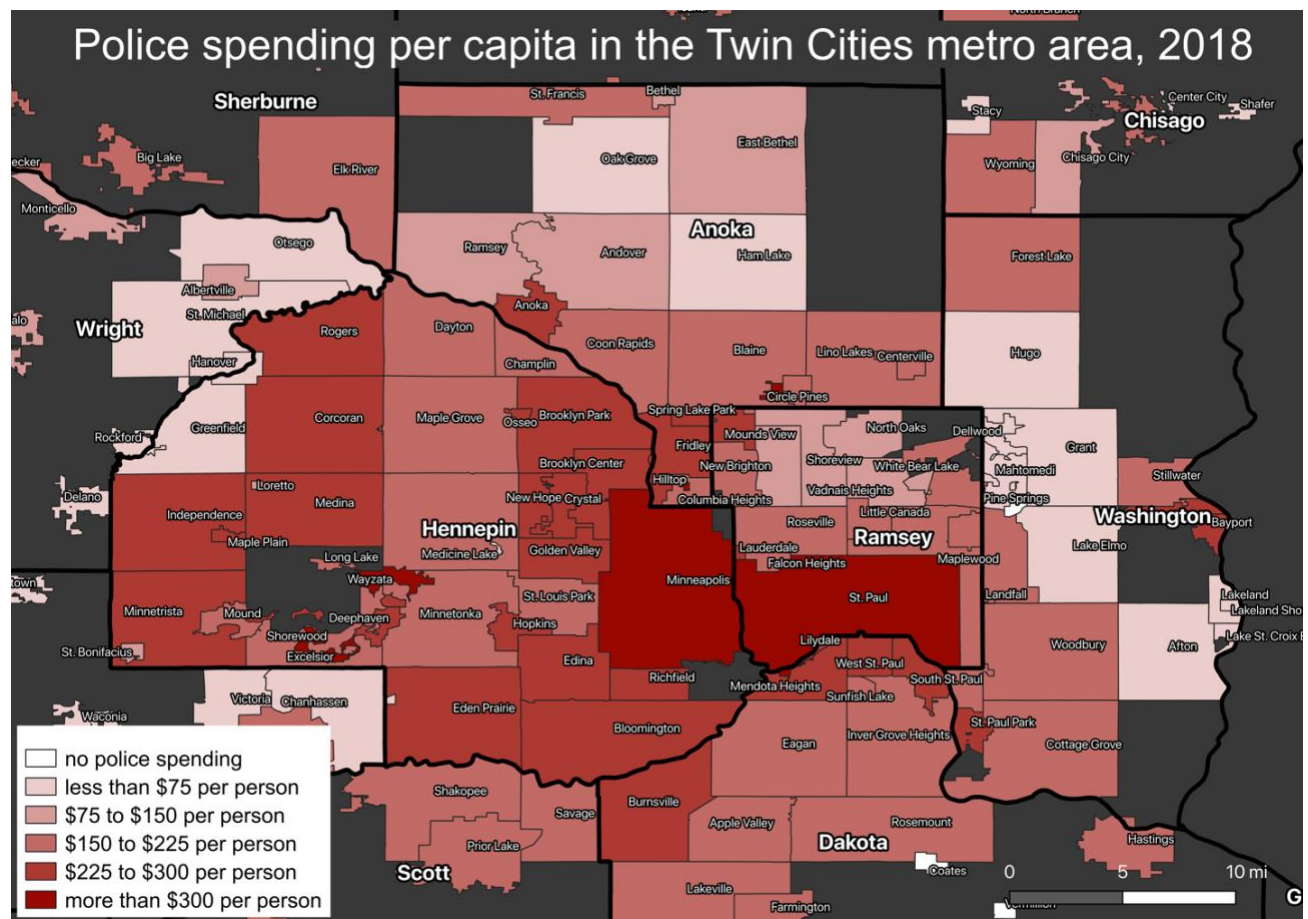 North Branch
Police spending per capita in the Twin Cities metro area, 2018
Sherburne
St. Francis
Bethel
Center City
Shafer
Stacy
Chisago
Big Lake
ecker
Elk River
Oak Grove
East Bethel
Wyoming
Chisago City
Monticello
Otsego
Ramsey
Andover
Anoka
Ham Lake
Forest Lake
Albertville
St. Michael
Anoka
alo
Wright
Rogers
Dayton
Coon Rapids
Blaine
Lino Lakes
Centerville
Hugo
Hanover
Champlin
Circle Pines
Spring Lake Park
Corcoran
Maple Grove
Osseo
Brooklyn Park
Greenfield
Rockford
Mounds View
North Oaks
Dellwood
Fridley
Grant
Brooklyn Center
New Brighton
Shoreview
White Bear Lake
Mahtomedi
Stillwater
Hilltop
Loretto
Delano
Medina
New Hope
Crystal
Columbia Heights
Vadnais Heights
Pine Springs
Independence
Hennepin
Little Canada
Roseville
Washington
Bayport
Maple Plain
Medicine Lake
Golden Valley
Lauderdale
Ramsey
Lake Elmo
Long Lake
Falcon Heights
Maplewood
town
Wayzata
Minneapolis
St. Paul
Landfall
Lakeland
Minnetrista
Mound
Deephaven
Minnetonka
St. Louis Park
Hopkins
Lakeland Sho
Shorewood
Lilydale
Woodbury
Afton
Lake St. Croix B
St. Bonifacius
Excelsior
Edina
West St. Paul
Richfield
Mendota Heights
South St. Paul
Sunfish Lake
Victoria
Chanhassen
Waconia
Eden Prairie
Bloomington
Eagan
Inver Grove Heights
St. Paul Park
Cottage Grove
no police spending
less than $75 per person
$75 to $150 per person
$150 to $225 per person
$225 to $300 per person
more than $300 per person
Shakopee
Savage
Burnsville
Apple Valley
Rosemount
Prior Lake
Dakota
Hastings
Scott
Coates
0 5 10 mi
Lakeville
Farmington
Vermillion
G